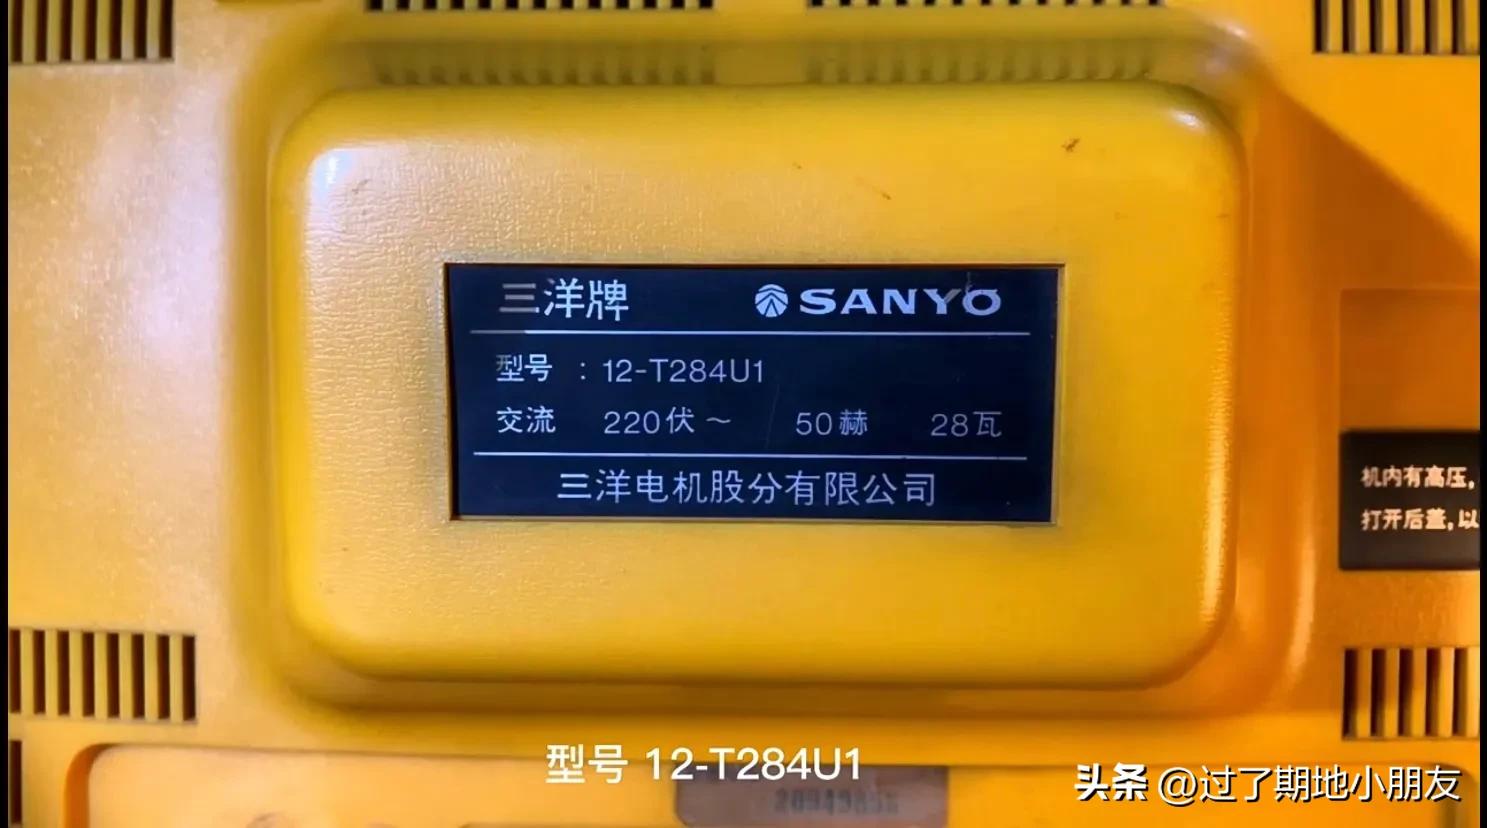 三洋牌 SANYO
型号 : 12-T284U1
交流 220伏～ 50赫 28瓦
三洋电机股份有限公司
机内有高压,
打开后盖,以
型号 12-T284U1
头条 @过了期地小朋友